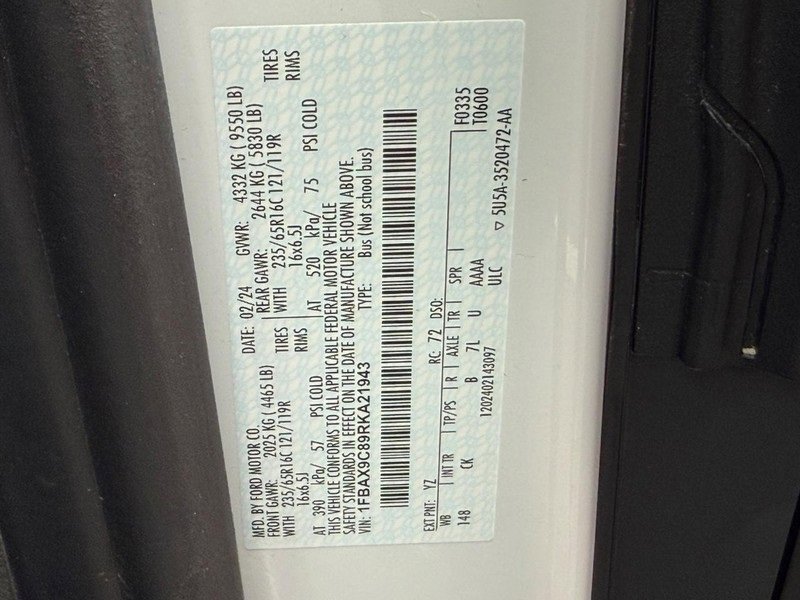 MFD. BY FORD MOTOR CO. DATE: 02/24 GVWR: 4332 KG ( 9550 LB)
FRONT GAWR: 2025 KG ( 4465 LB) REAR GAWR: 2644 KG ( 5830 LB)
WITH 235/65R16C 121/119R TIRES WITH 235/65R16C 121/119R TIRES
16x6.5J RIMS 16x6.5J RIMS
AT 390 kPa/ 57 PSI COLD AT 520 kPa/ 75 PSI COLD
THIS VEHICLE CONFORMS TO ALL APPLICABLE FEDERAL MOTOR VEHICLE
SAFETY STANDARDS IN EFFECT ON THE DATE OF MANUFACTURE SHOWN ABOVE.
VIN: 1FBAX9C89RKA21943 TYPE: Bus (Not school bus)
EXT PNT: YZ RC: 72 DSO: F0335
WB INT TR TP/PS R AXLE TR SPR T0600
148 CK B 7L U AAAA
1202402143097 ULC
▽ 5U5A-3520472-AA